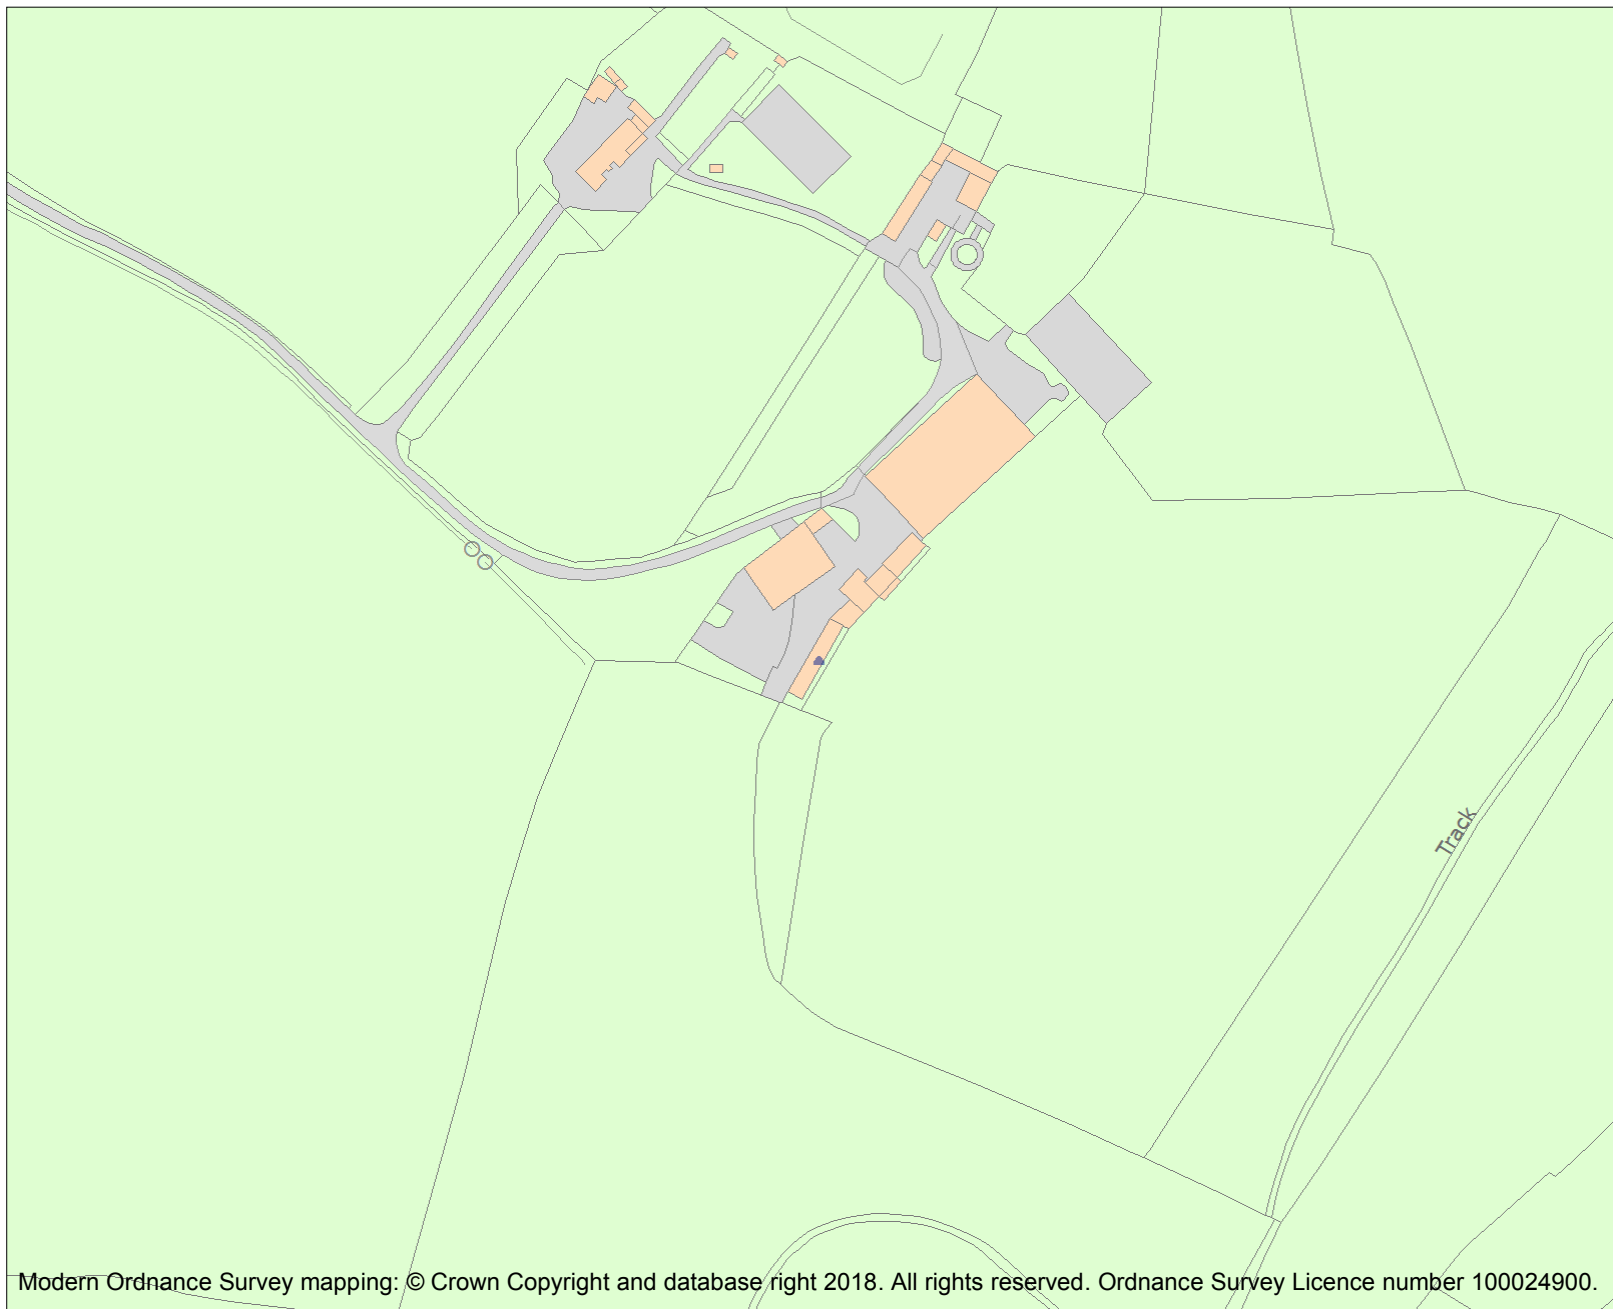 Track
Modern Ordnance Survey mapping: © Crown Copyright and database right 2018. All rights reserved. Ordnance Survey Licence number 100024900.